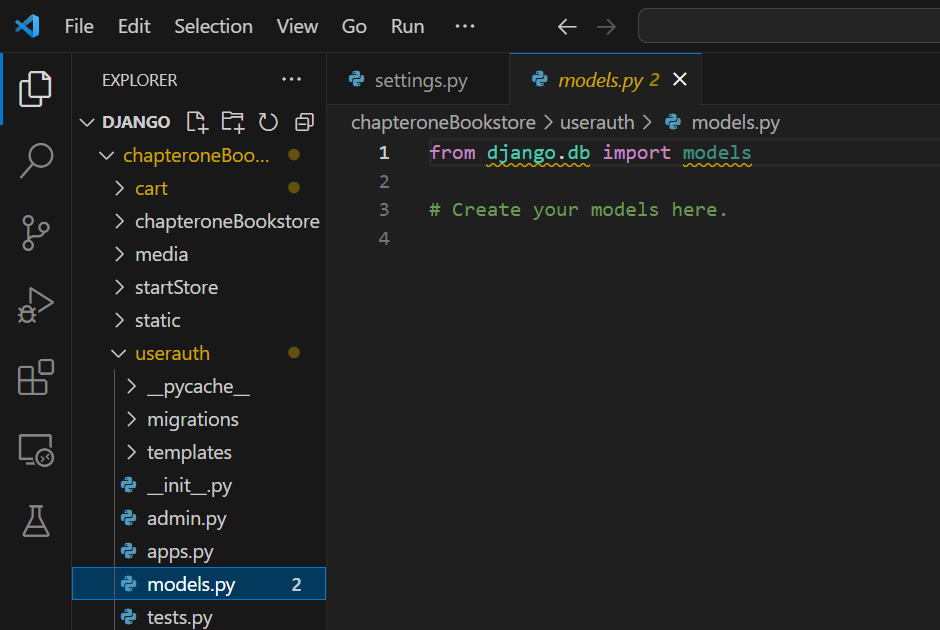 File Edit Selection View Go Run ···
EXPLORER ···
DJANGO
chapteroneBoo...
cart
chapteroneBookstore
media
startStore
static
userauth
__pycache__
migrations
templates
__init__.py
admin.py
apps.py
models.py 2
tests.py
settings.py models.py 2
chapteroneBookstore > userauth > models.py
1 from django.db import models
2
3 # Create your models here.
4